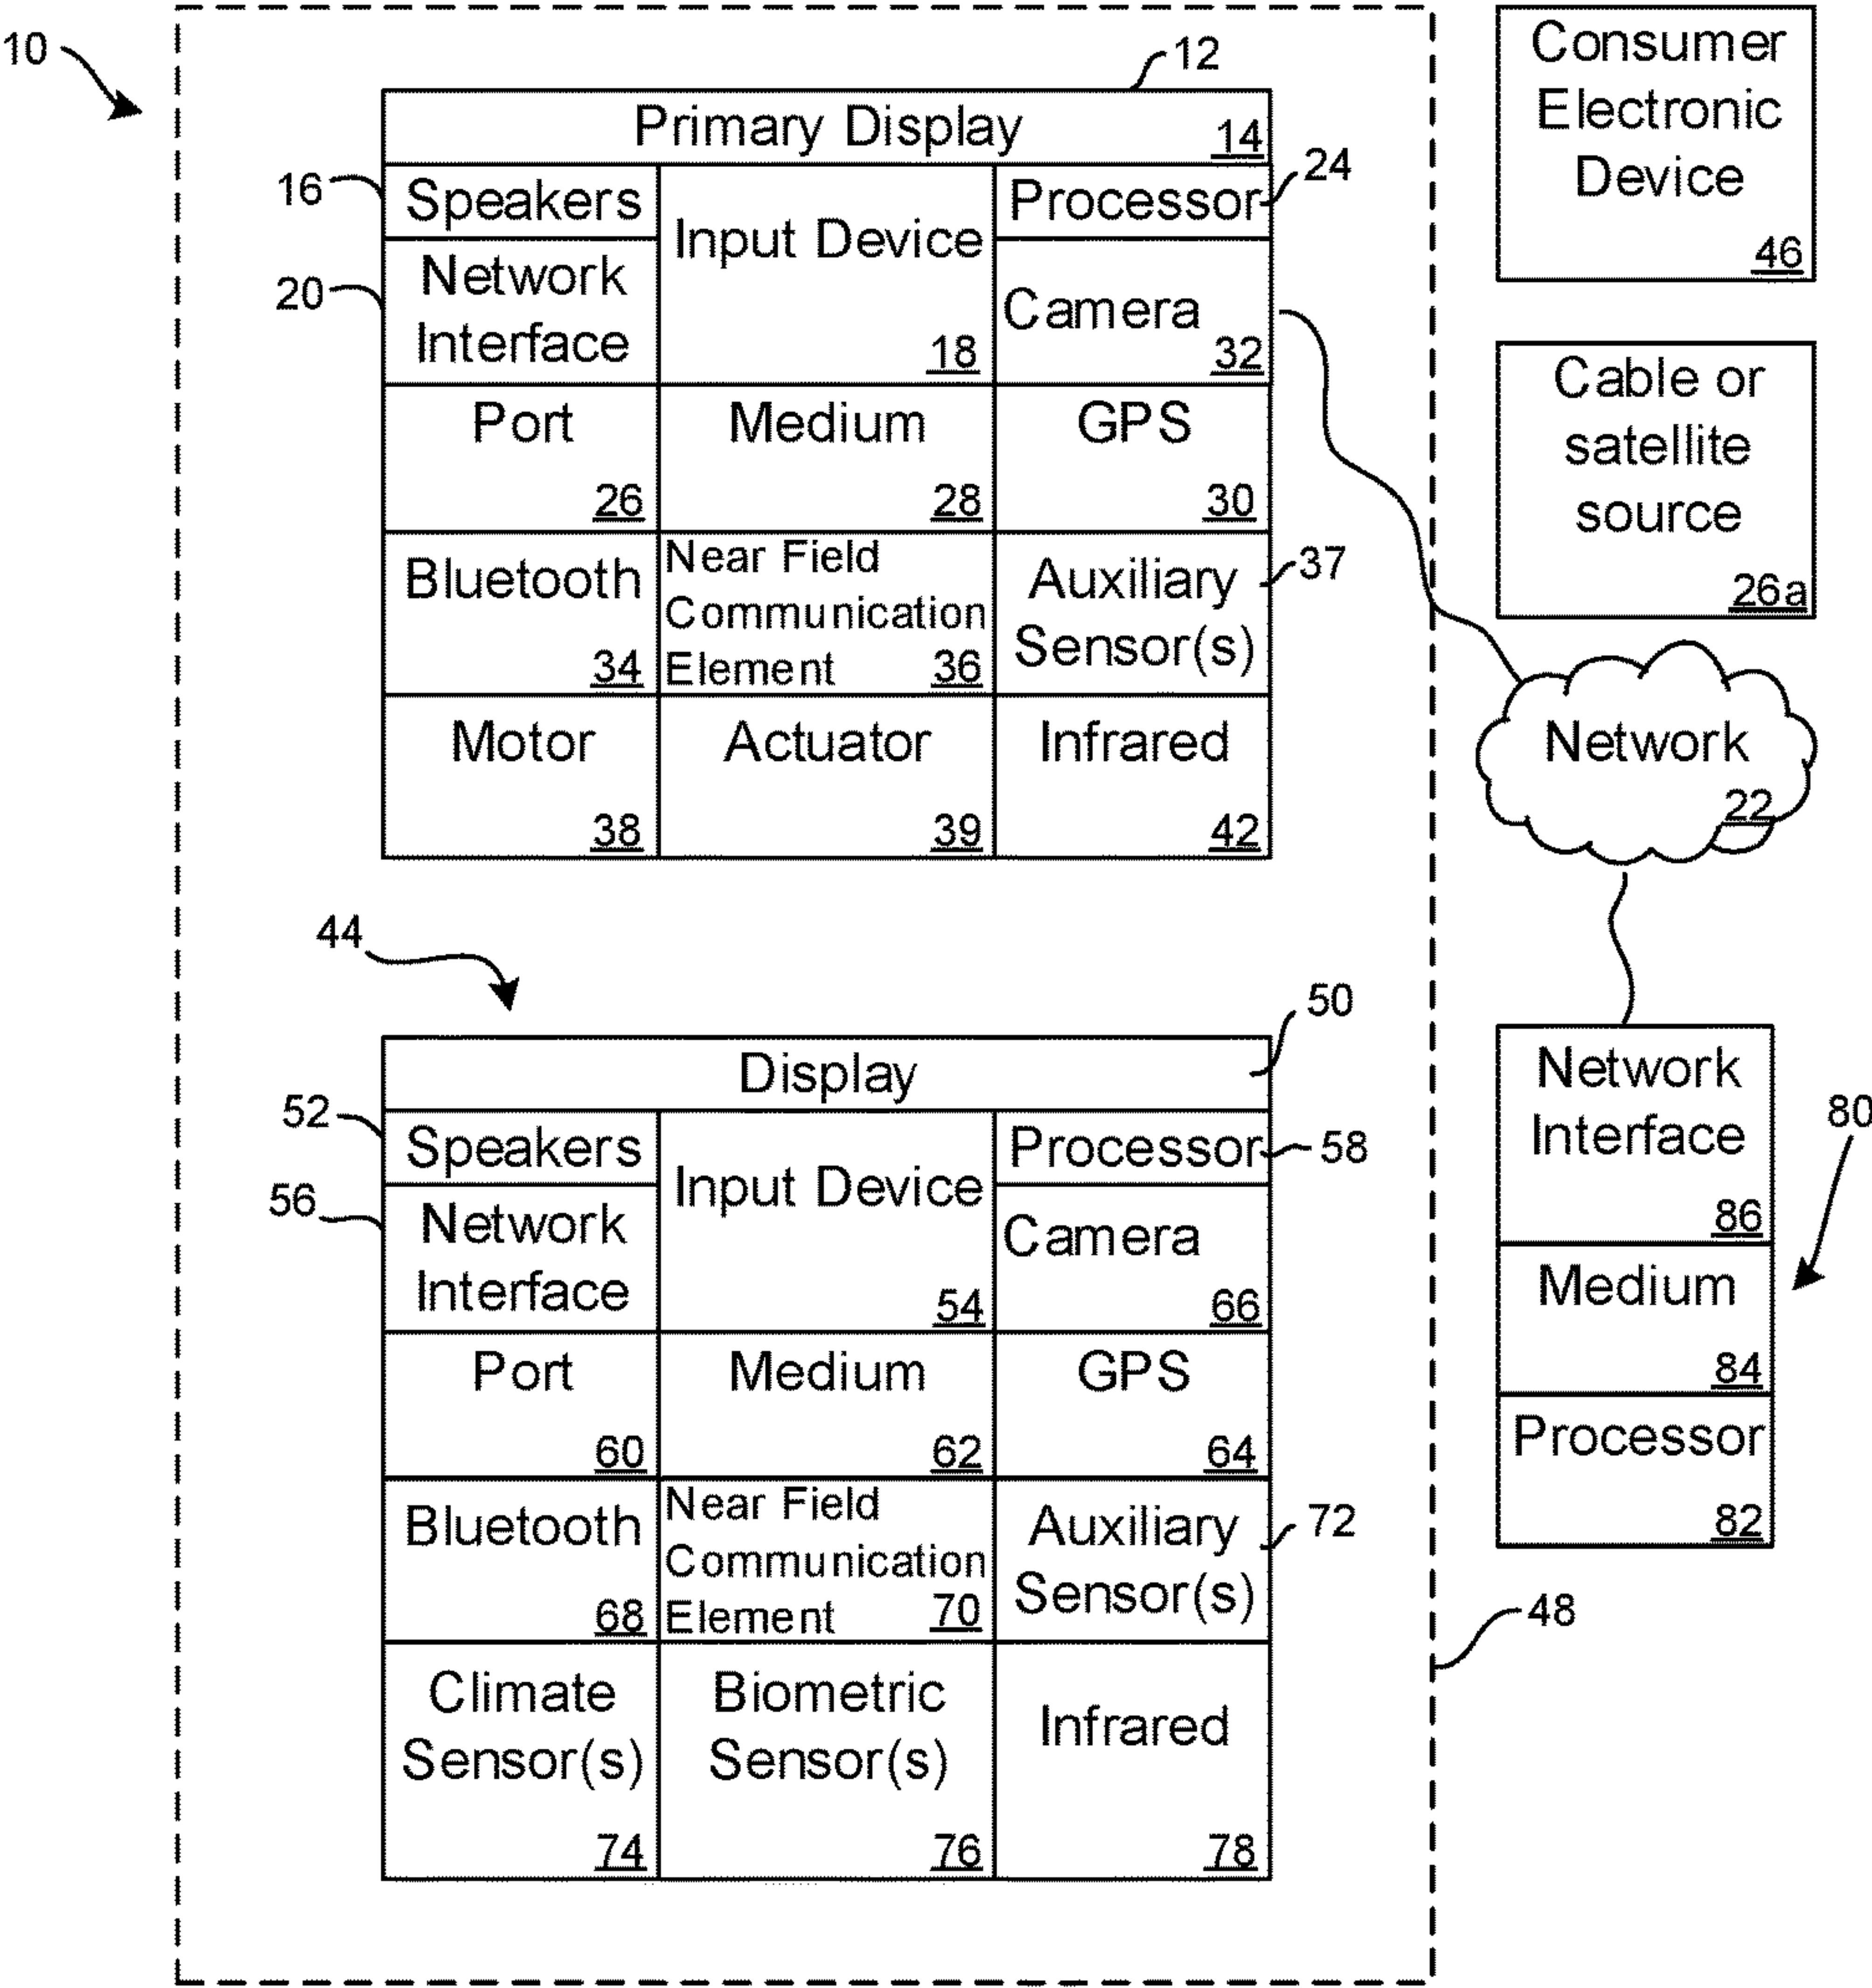 10
12
Primary Display
14
16
Speakers
Input Device
18
Processor
24
20
Network
Interface
Camera
32
Port
26
Medium
28
GPS
30
Bluetooth
34
Near Field
Communication
Element
36
Auxiliary
Sensor(s)
37
Motor
38
Actuator
39
Infrared
42
44
Display
50
52
Speakers
Input Device
54
Processor
58
56
Network
Interface
Camera
66
Port
60
Medium
62
GPS
64
Bluetooth
68
Near Field
Communication
Element
70
Auxiliary
Sensor(s)
72
Climate
Sensor(s)
74
Biometric
Sensor(s)
76
Infrared
78
48
Consumer
Electronic
Device
46
Cable or
satellite
source
26a
Network
22
Network
Interface
86
80
Medium
84
Processor
82